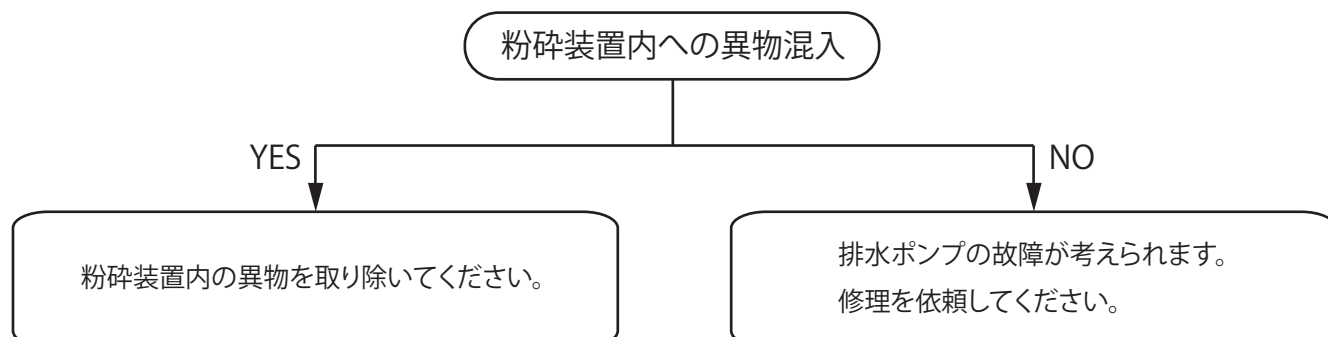 粉砕装置内への異物混入
YES
NO
粉砕装置内の異物を取り除いてください。
排水ポンプの故障が考えられます。
修理を依頼してください。